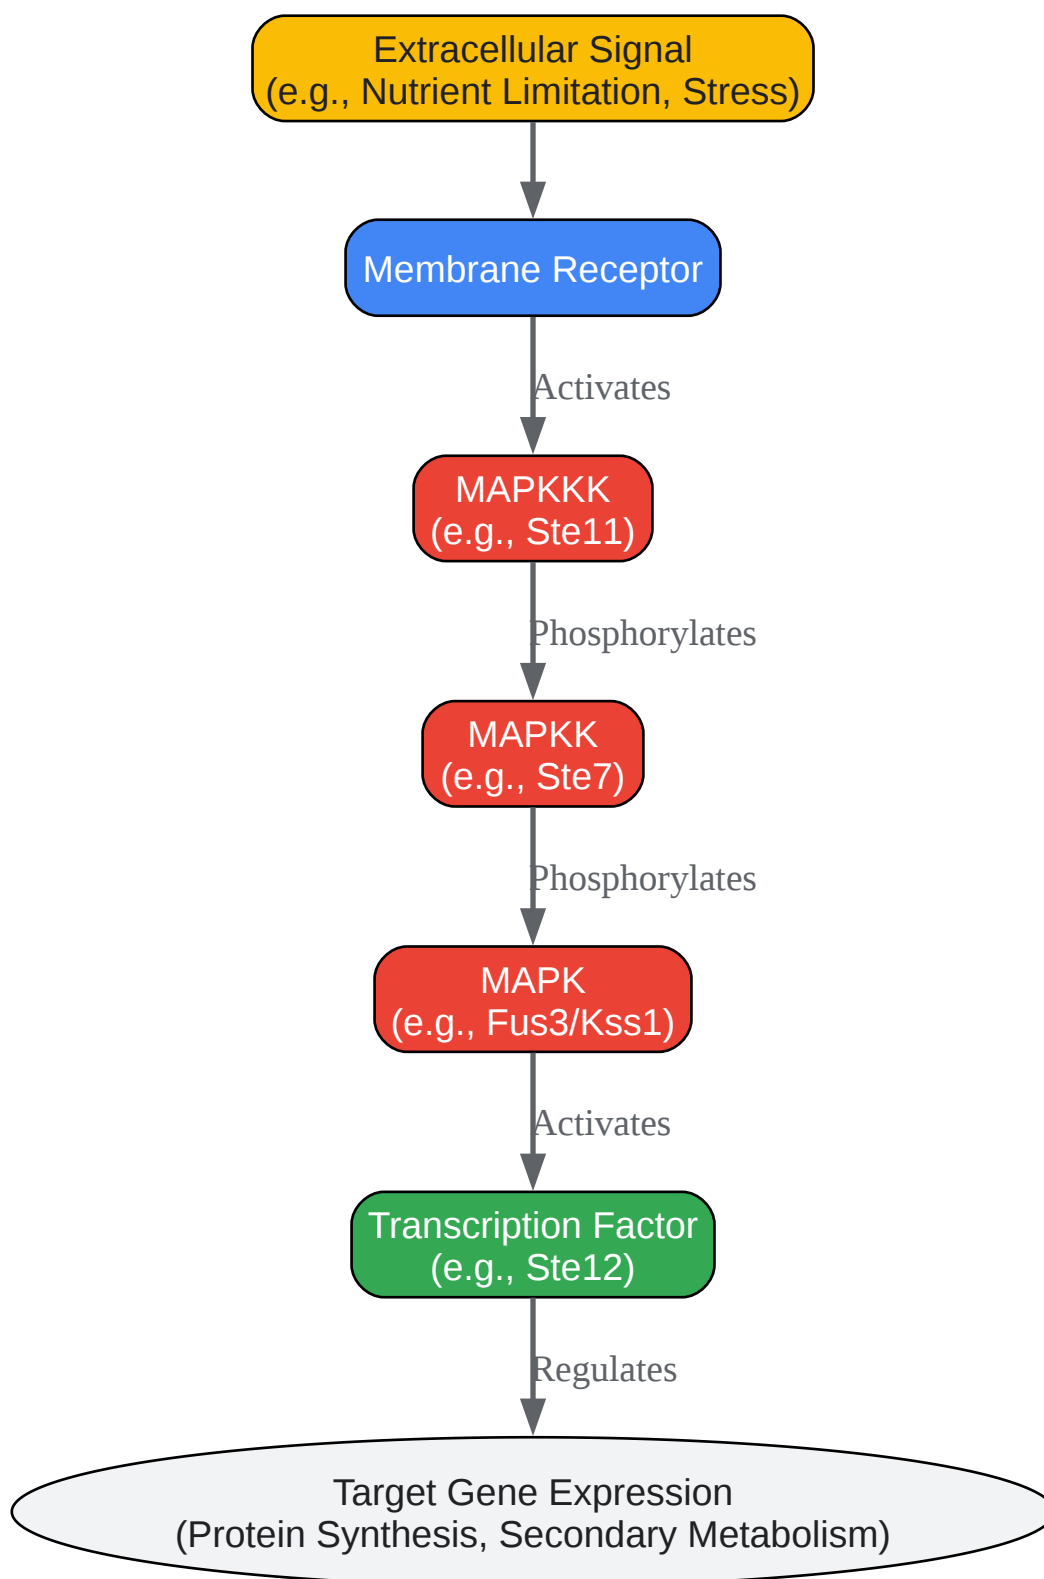 Extracellular Signal
(e.g., Nutrient Limitation, Stress)
Membrane Receptor
Activates
MAPKKK
(e.g., Ste11)
Phosphorylates
MAPKK
(e.g., Ste7)
Phosphorylates
MAPK
(e.g., Fus3/Kss1)
Activates
Transcription Factor
(e.g., Ste12)
Regulates
Target Gene Expression
(Protein Synthesis, Secondary Metabolism)